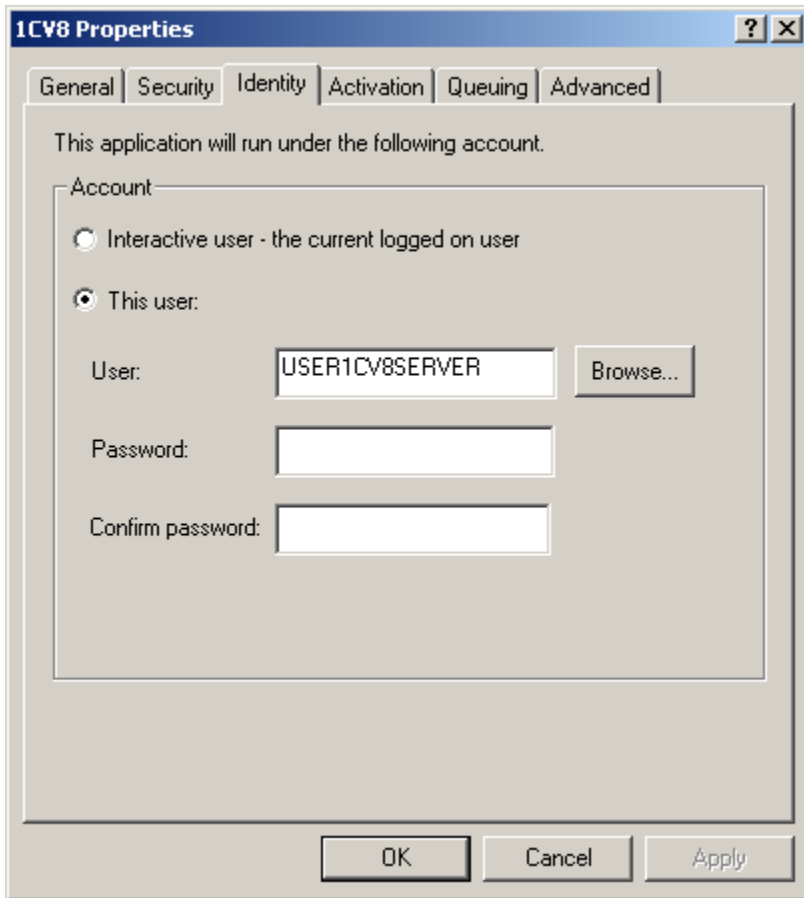 1CV8 Properties
General Security Identity Activation Queuing Advanced
This application will run under the following account.
Account
Interactive user - the current logged on user
This user:
User: USER1CV8SERVER Browse...
Password:
Confirm password:
OK Cancel Apply